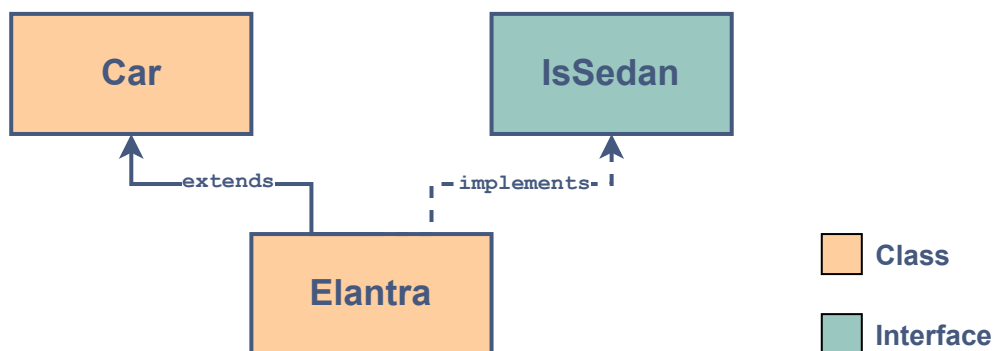 Car
IsSedan
extends
implements
Elantra
Class
Interface